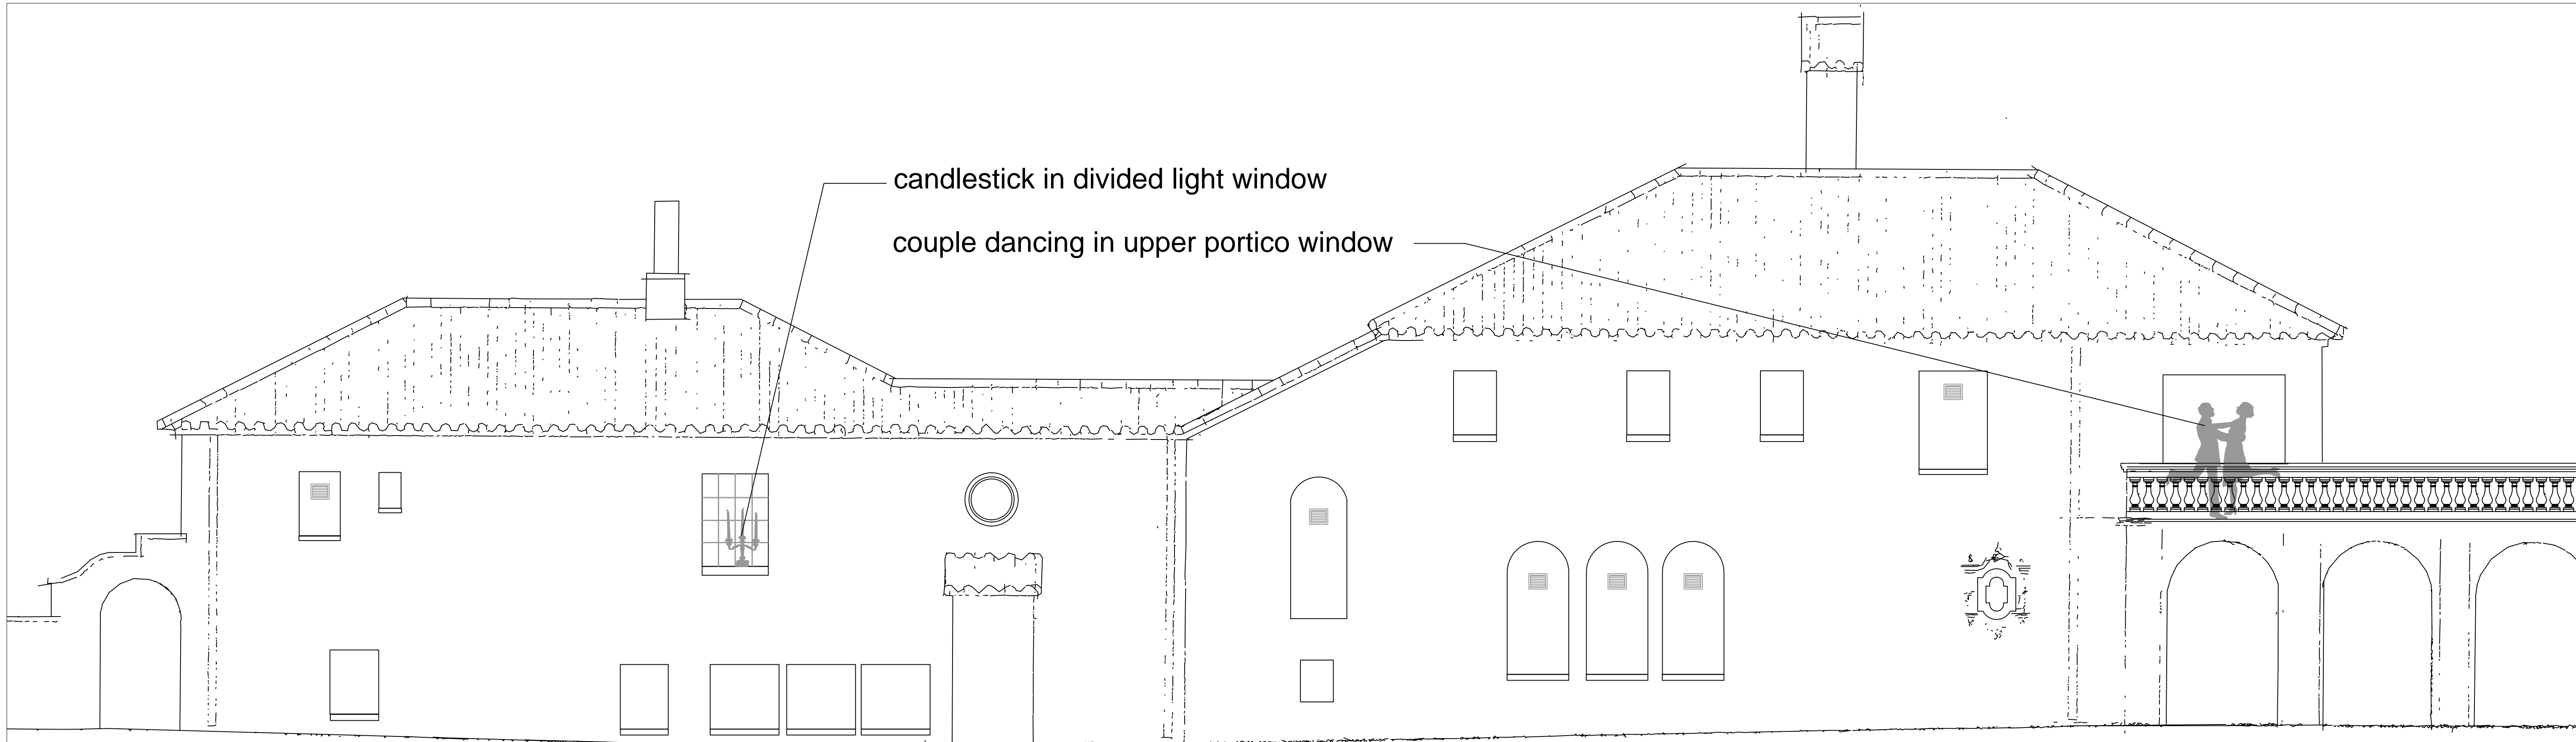 candlestick in divided light window
couple dancing in upper portico window